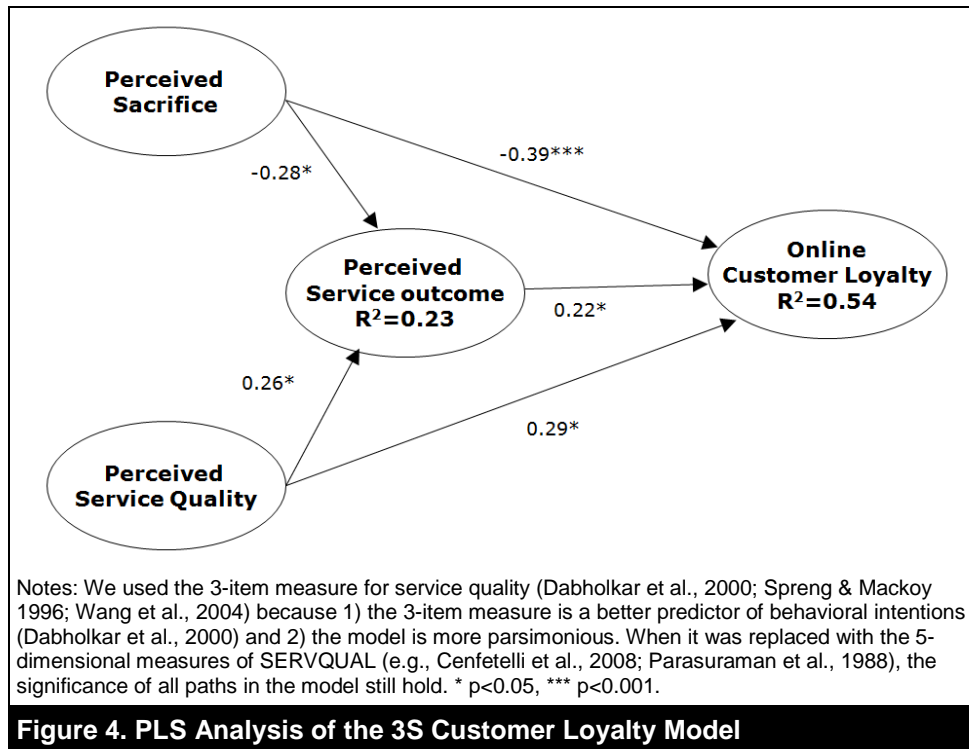 Perceived
Sacrifice
-0.39***
-0.28*
Perceived
Service outcome
R²=0.23
Online
Customer Loyalty
R²=0.54
0.22*
0.26*
0.29*
Perceived
Service Quality
Notes: We used the 3-item measure for service quality (Dabholkar et al., 2000; Spreng & Mackoy
1996; Wang et al., 2004) because 1) the 3-item measure is a better predictor of behavioral intentions
(Dabholkar et al., 2000) and 2) the model is more parsimonious. When it was replaced with the 5-
dimensional measures of SERVQUAL (e.g., Cenfetelli et al., 2008; Parasuraman et al., 1988), the
significance of all paths in the model still hold. * p<0.05, *** p<0.001.
Figure 4. PLS Analysis of the 3S Customer Loyalty Model